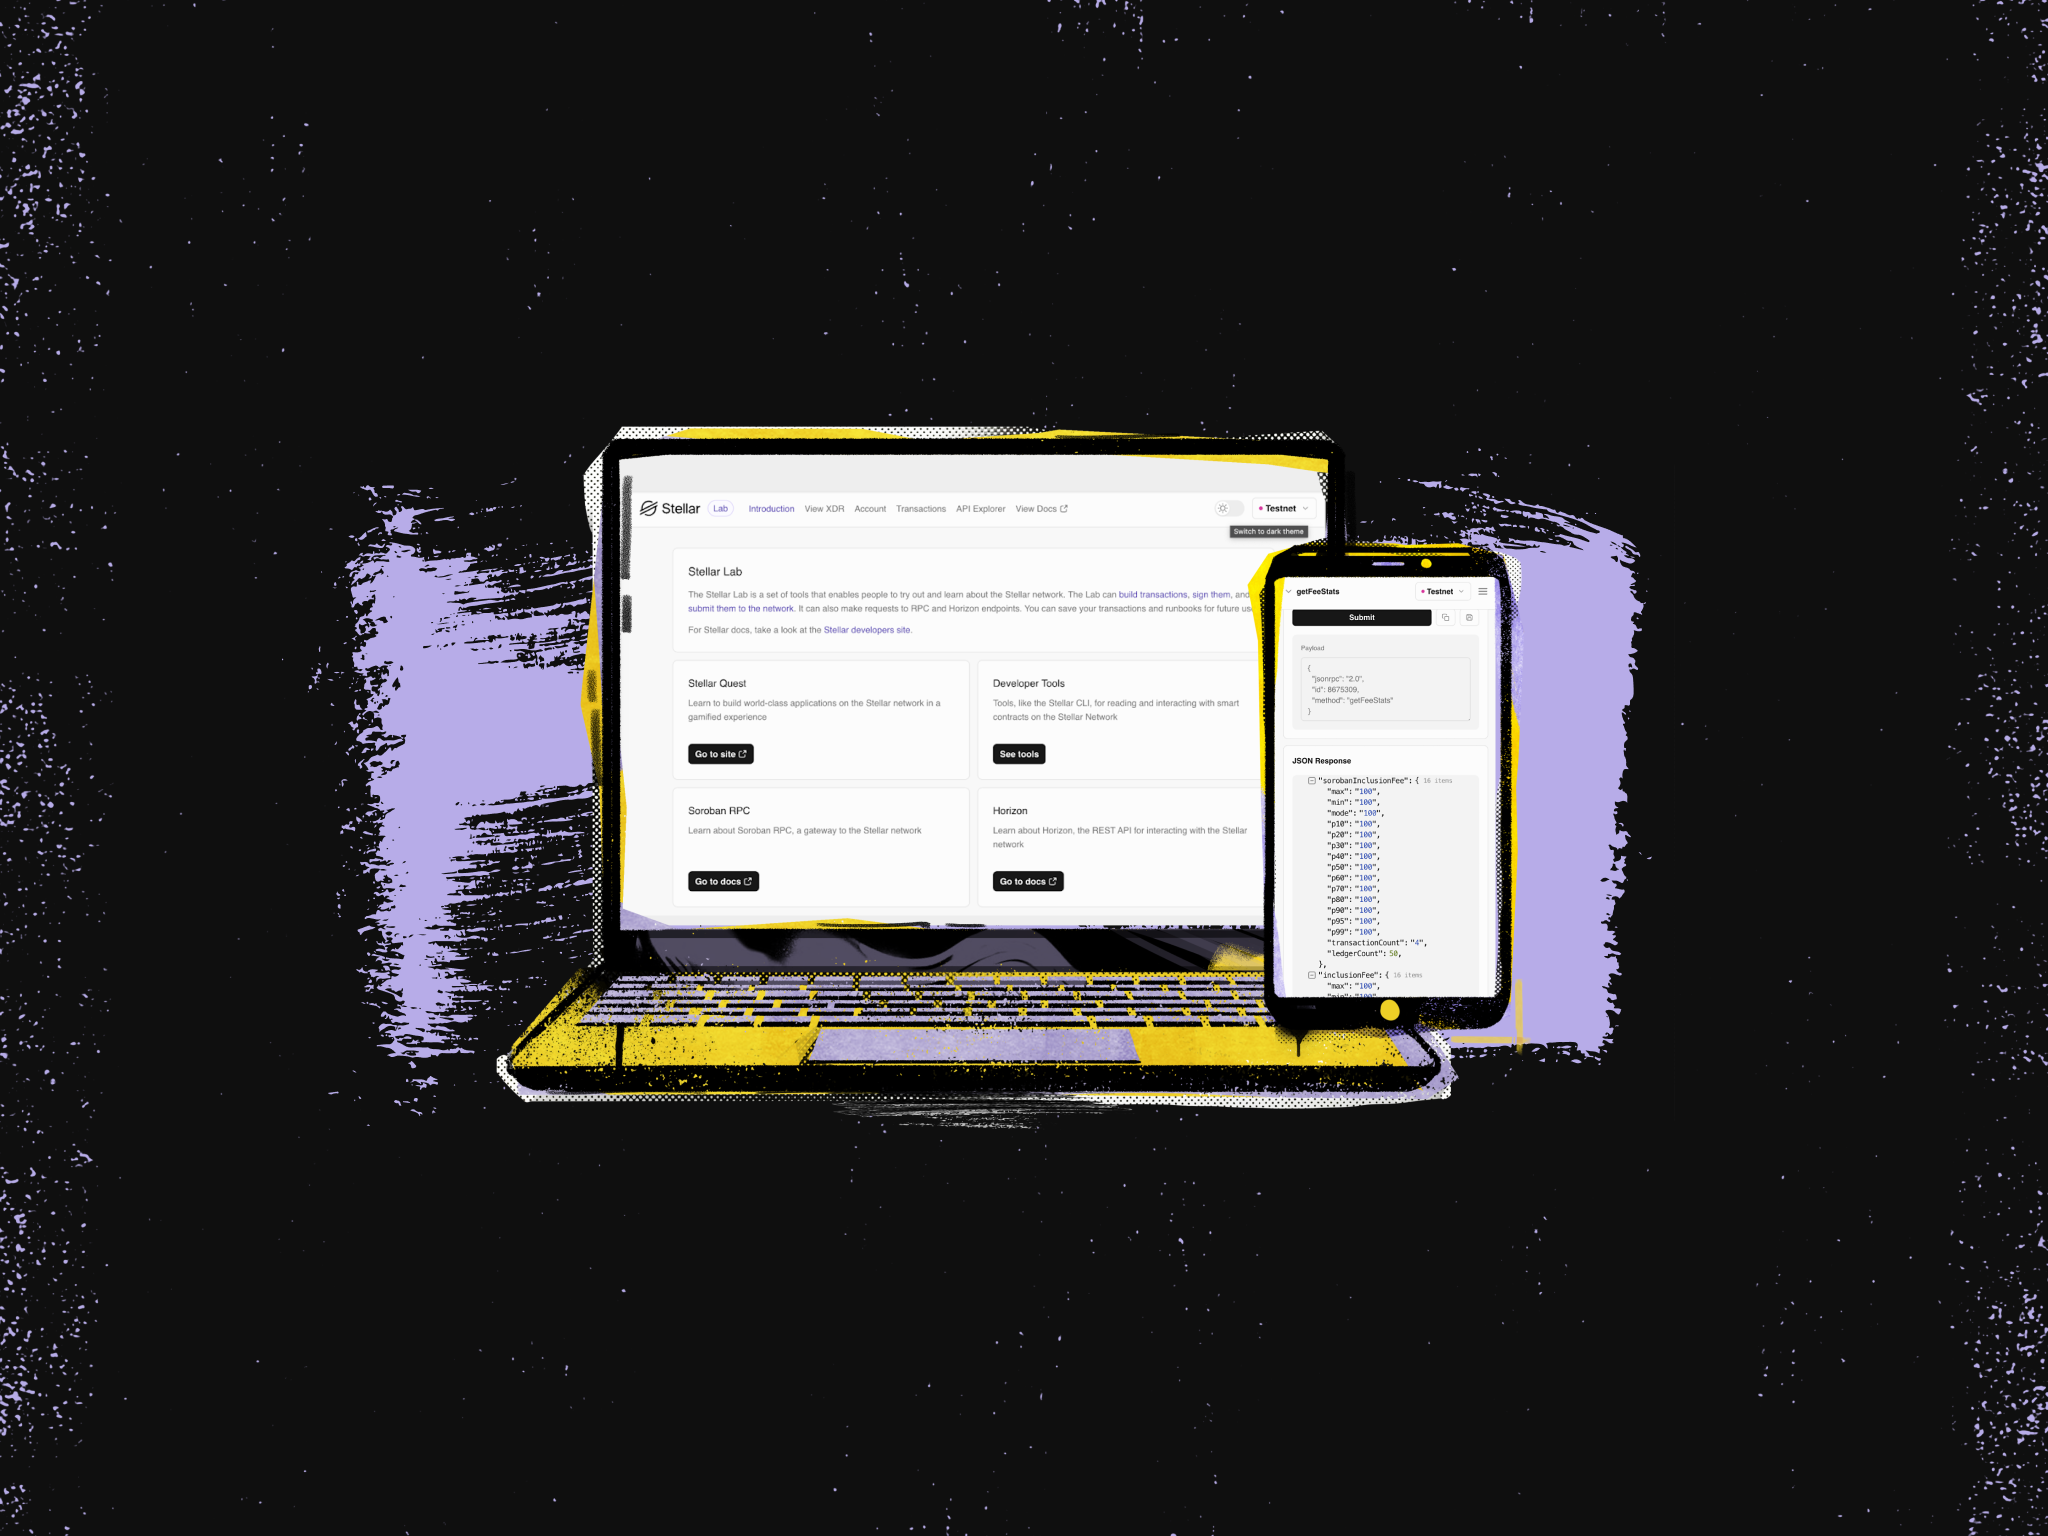 Stellar Lab Introduction View XDR Account Transactions API Explorer View Docs Testnet
Switch to dark theme
Stellar Lab
The Stellar Lab is a set of tools that enables people to try out and learn about the Stellar network. The Lab can build transactions, sign them, and
submit them to the network. It can also make requests to RPC and Horizon endpoints. You can save your transactions and runbooks for future
For Stellar docs, take a look at the Stellar developers site.
Stellar Quest
Learn to build world-class applications on the Stellar network in a
gamified experience
Go to site
Developer Tools
Tools, like the Stellar CLI, for reading and interacting with smart
contracts on the Stellar Network
See tools
Soroban RPC
Learn about Soroban RPC, a gateway to the Stellar network
Go to docs
Horizon
Learn about Horizon, the REST API for interacting with the Stellar
network
Go to docs
getFeeStats Testnet
Submit
Payload
{
"jsonrpc": "2.0",
"id": 8675309,
"method": "getFeeStats"
}
JSON Response
"sorobanInclusionFee": { 16 items
"max": "100",
"min": "100",
"mode": "100",
"p10": "100",
"p20": "100",
"p30": "100",
"p40": "100",
"p50": "100",
"p60": "100",
"p70": "100",
"p80": "100",
"p90": "100",
"p95": "100",
"p99": "100",
"transactionCount": "4",
"ledgerCount": 50,
},
"inclusionFee": { 16 items
"max": "100",